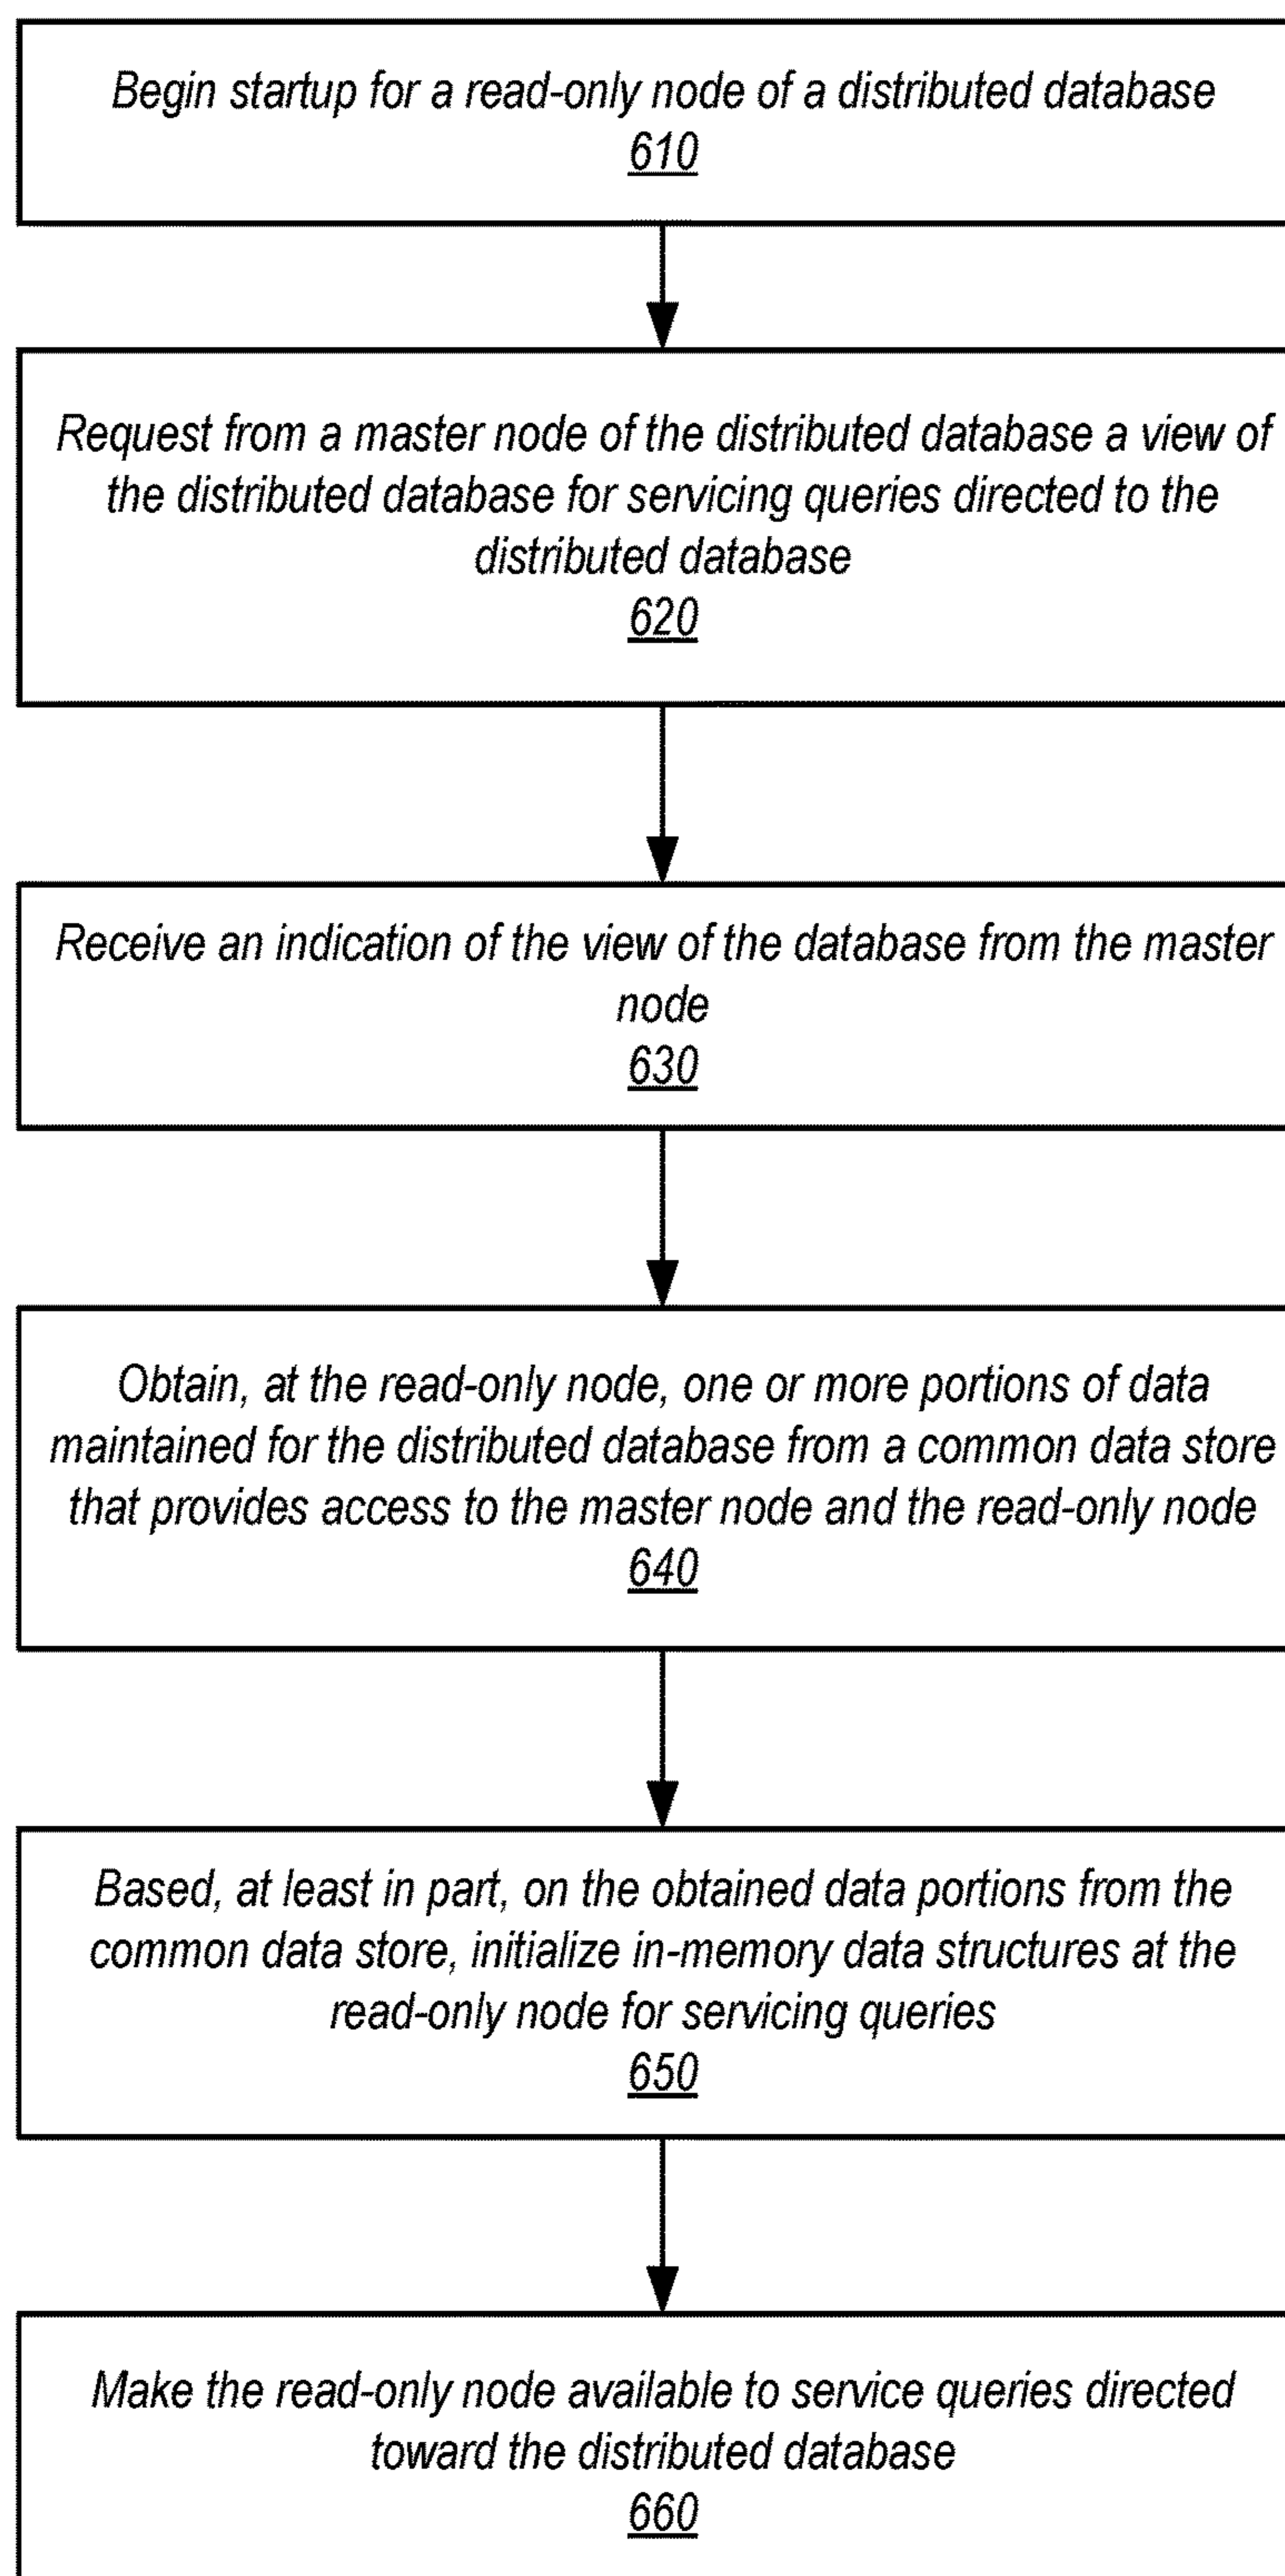 Begin startup for a read-only node of a distributed database
610
Request from a master node of the distributed database a view of
the distributed database for servicing queries directed to the
distributed database
620
Receive an indication of the view of the database from the master
node
630
Obtain, at the read-only node, one or more portions of data
maintained for the distributed database from a common data store
that provides access to the master node and the read-only node
640
Based, at least in part, on the obtained data portions from the
common data store, initialize in-memory data structures at the
read-only node for servicing queries
650
Make the read-only node available to service queries directed
toward the distributed database
660